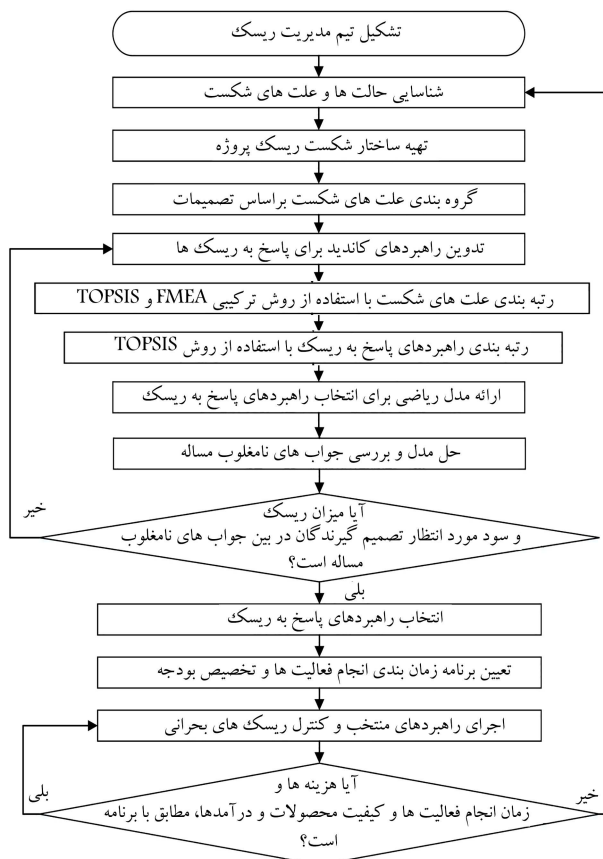 تشکیل تیم مدیریت ریسک
شناسایی حالت ها و علت های شکست
تهیه ساختار شکست ریسک پروژه
گروه بندی علت های شکست براساس تصمیمات
تدوین راهبردهای کاندید برای پاسخ به ریسک ها
رتبه بندی علت های شکست با استفاده از روش ترکیبی FMEA و TOPSIS
رتبه بندی راهبردهای پاسخ به ریسک با استفاده از روش TOPSIS
ارائه مدل ریاضی برای انتخاب راهبردهای پاسخ به ریسک
حل مدل و بررسی جواب های نامغلوب مساله
آیا میزان ریسک
و سود مورد انتظار تصمیم گیرندگان در بین جواب های نامغلوب
مساله است؟
خیر
بلی
انتخاب راهبردهای پاسخ به ریسک
تعیین برنامه زمان بندی انجام فعالیت ها و تخصیص بودجه
اجرای راهبردهای منتخب و کنترل ریسک های بحرانی
آیا هزینه ها و
زمان انجام فعالیت ها و کیفیت محصولات و درآمدها، مطابق با برنامه
است؟
خیر
بلی